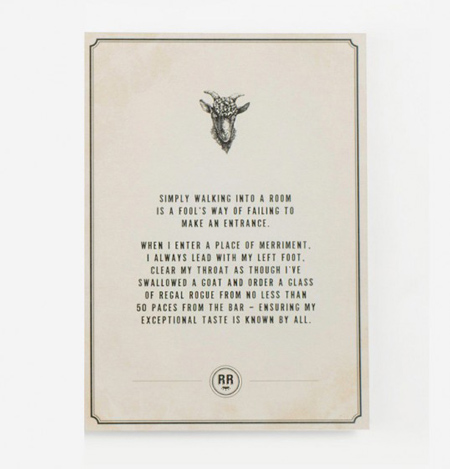 SIMPLY WALKING INTO A ROOM
IS A FOOL'S WAY OF FAILING TO
MAKE AN ENTRANCE.
WHEN I ENTER A PLACE OF MERRIMENT,
I ALWAYS LEAD WITH MY LEFT FOOT,
CLEAR MY THROAT AS THOUGH I'VE
SWALLOWED A GOAT AND ORDER A GLASS
OF REGAL ROGUE FROM NO LESS THAN
50 PACES FROM THE BAR – ENSURING MY
EXCEPTIONAL TASTE IS KNOWN BY ALL.
RR